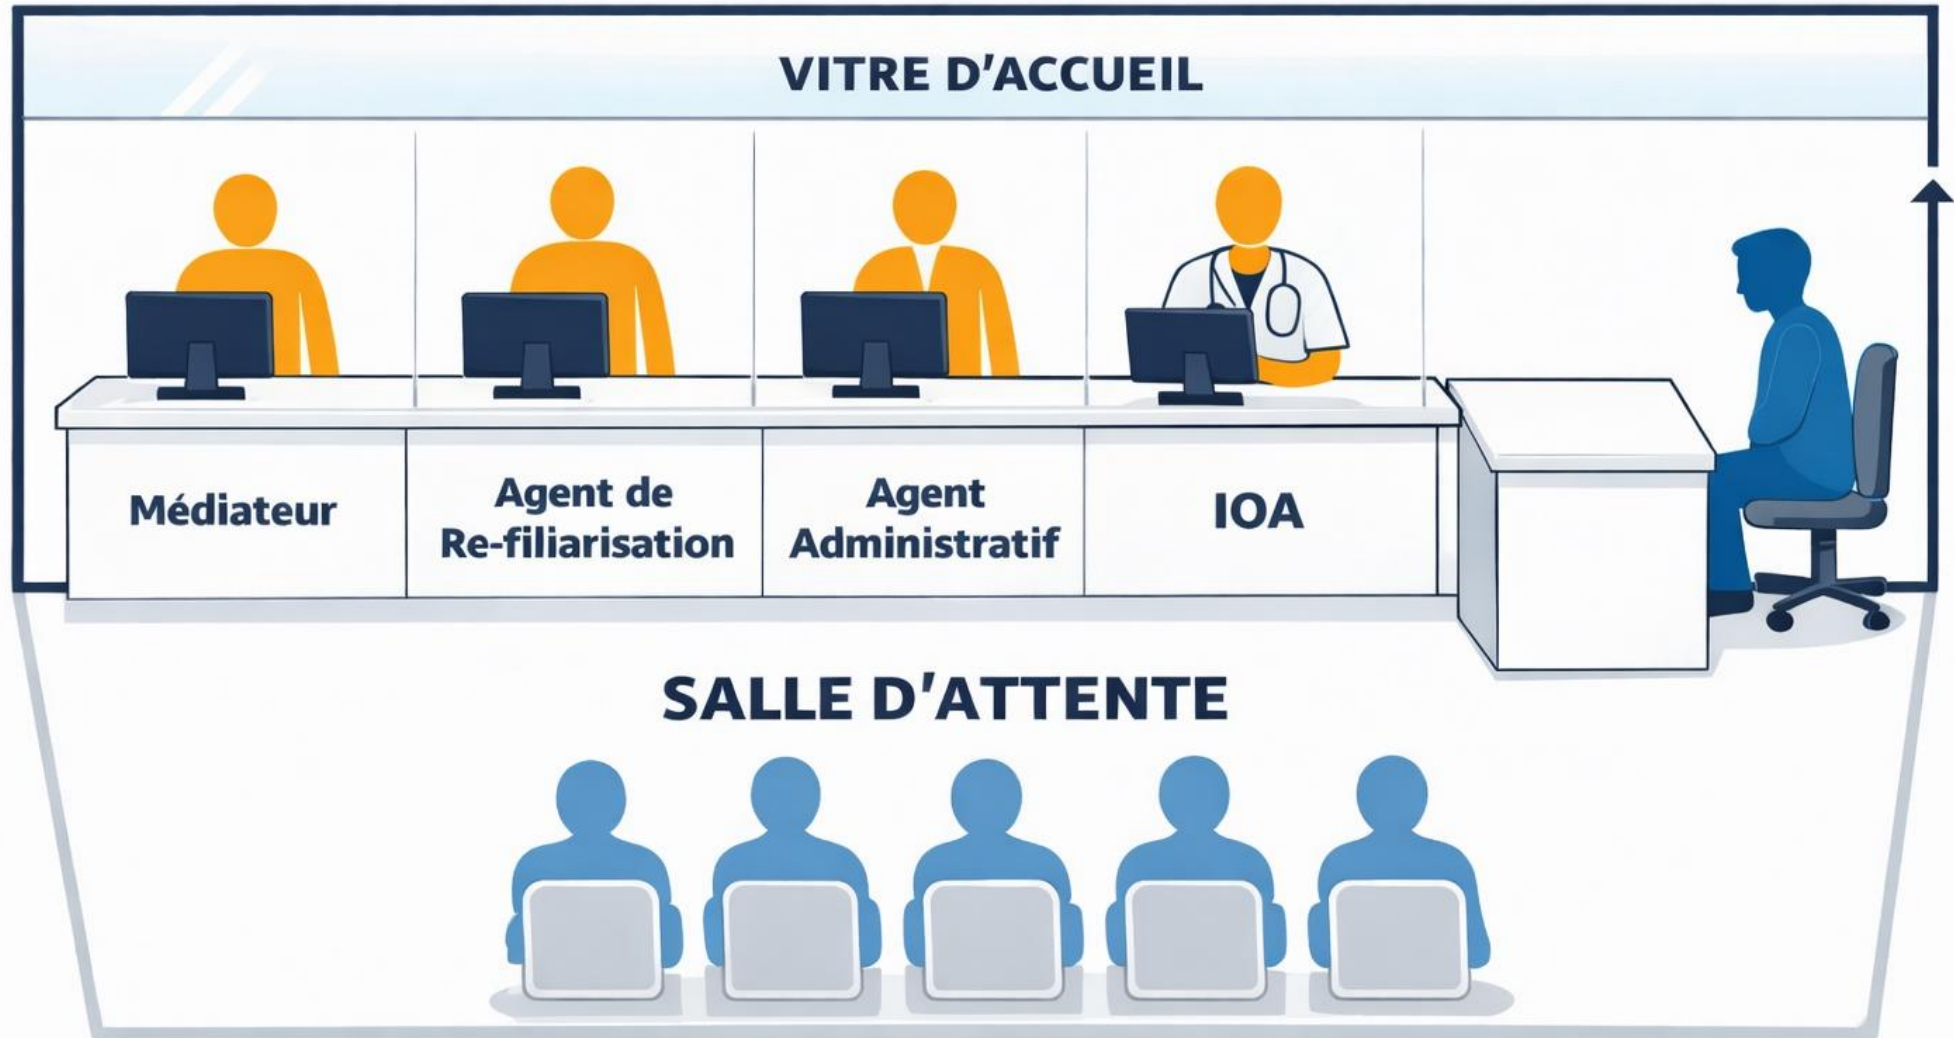 VITRE D'ACCUEIL
Médiateur
Agent de
Re-filiarisation
Agent
Administratif
IOA
SALLE D'ATTENTE